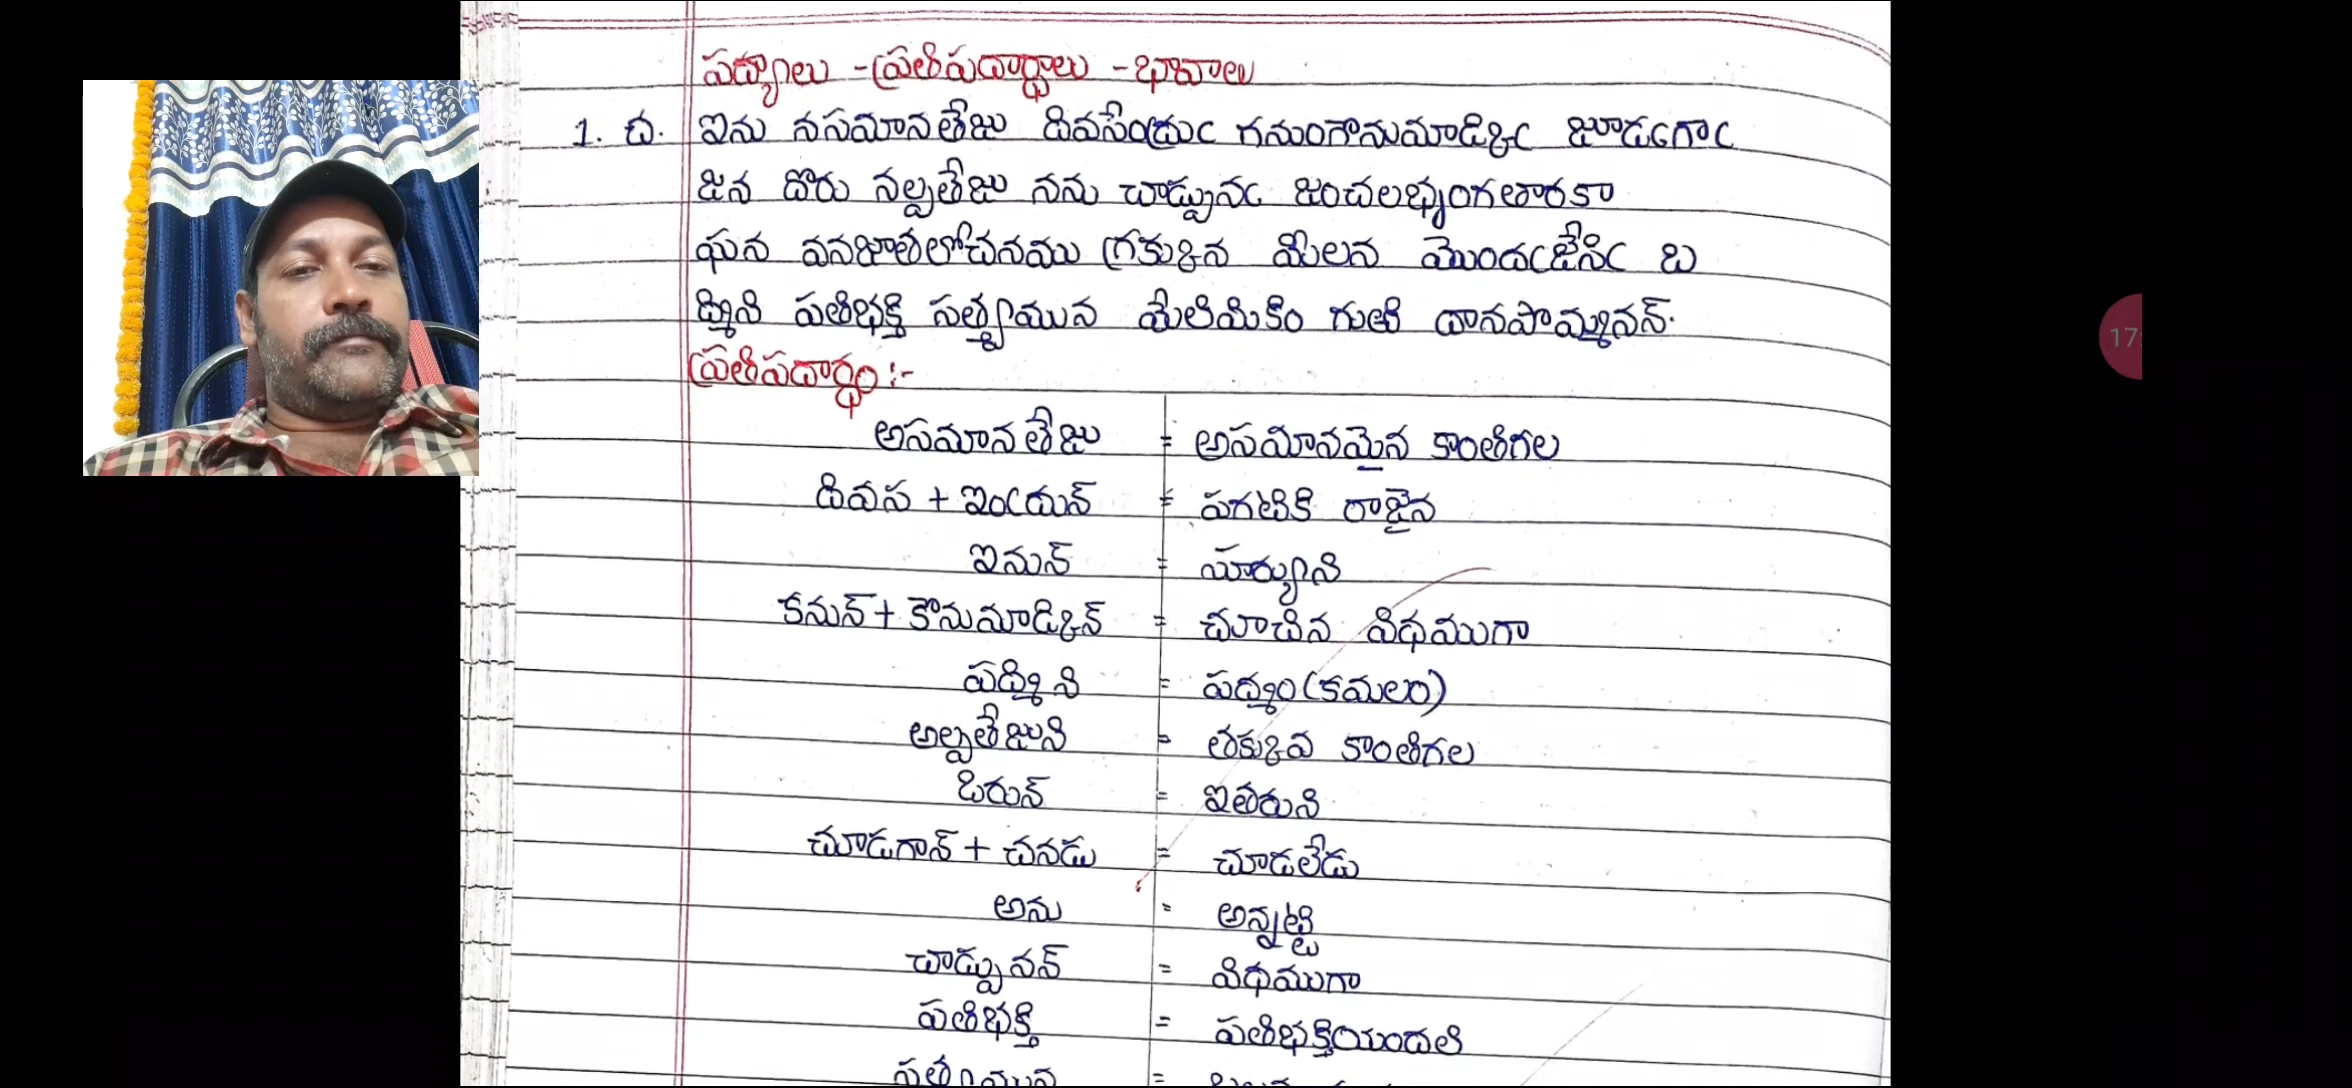 పద్యాలు - ప్రతిపదార్థాలు - భావాలు
1. చ. ఇను నసమానతేజు దివసేంద్రుఁ గనుంగొనుమాడ్కిఁ జూడఁగాఁ
జన దొరు నల్పతేజు నను చాడ్పునఁ జంచలభృంగతారకా
ఘన వనజాతలోచనము గ్రక్కున మీలన మొందఁజేసెఁ బ
ద్మిని పతిభక్తి సత్త్వమున మేలిమికిం గుఱి దానపొమ్మనన్.
ప్రతిపదార్థం :-
అసమాన తేజు = అసమానమైన కాంతిగల
దివస + ఇంద్రున్ = పగటికి రాజైన
ఇనున్ = సూర్యుని
కనున్ + కొనుమాడ్కిన్ = చూచిన విధముగా
పద్మిని = పద్మం (కమలం)
అల్పతేజుని = తక్కువ కాంతిగల
ఒరున్ = ఇతరుని
చూడగాన్ + చనడు = చూడలేడు
అను = అన్నట్టి
చాడ్పునన్ = విధముగా
పతిభక్తి = పతిభక్తియందలి
17